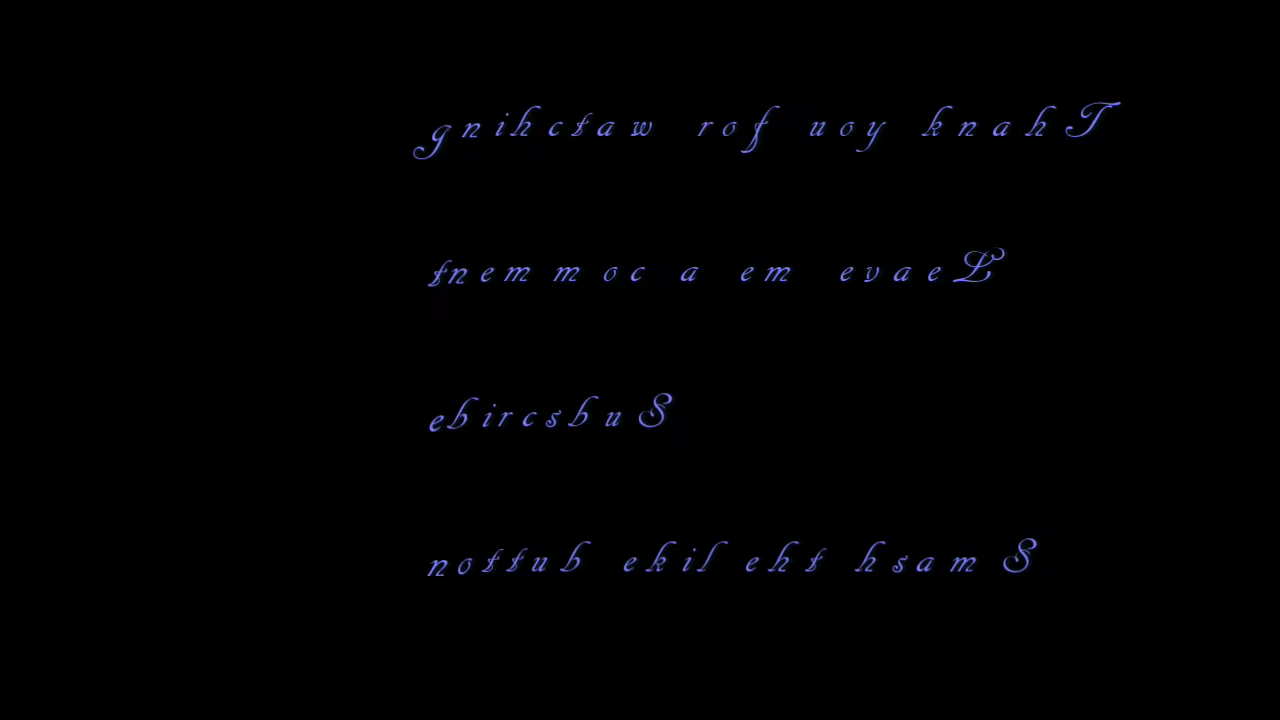 gnihctaw rof uoy knahT
tnemmoc a em evaeL
ebircsbuS
nottub ekil eht hsamS